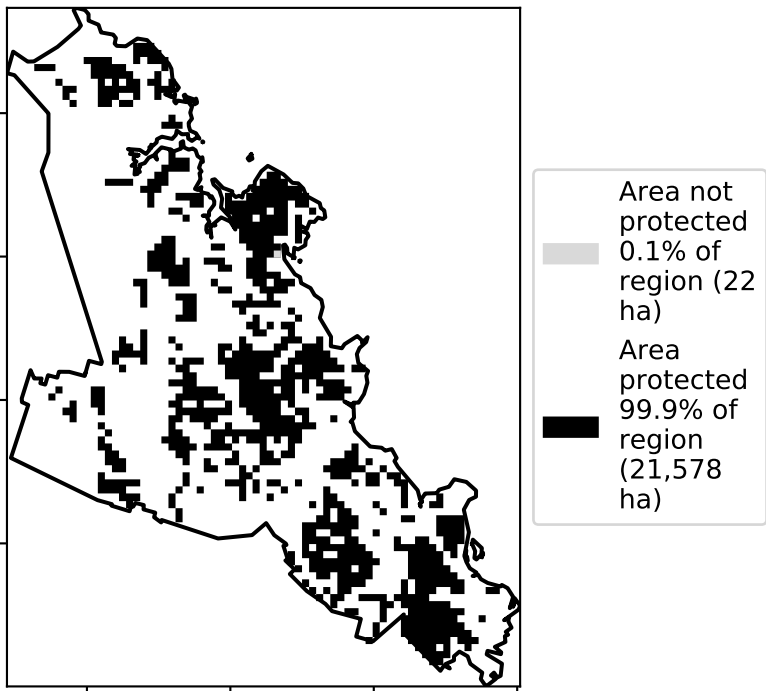 Area not
protected
0.1% of
region (22
ha)
Area
protected
99.9% of
region
(21,578
ha)